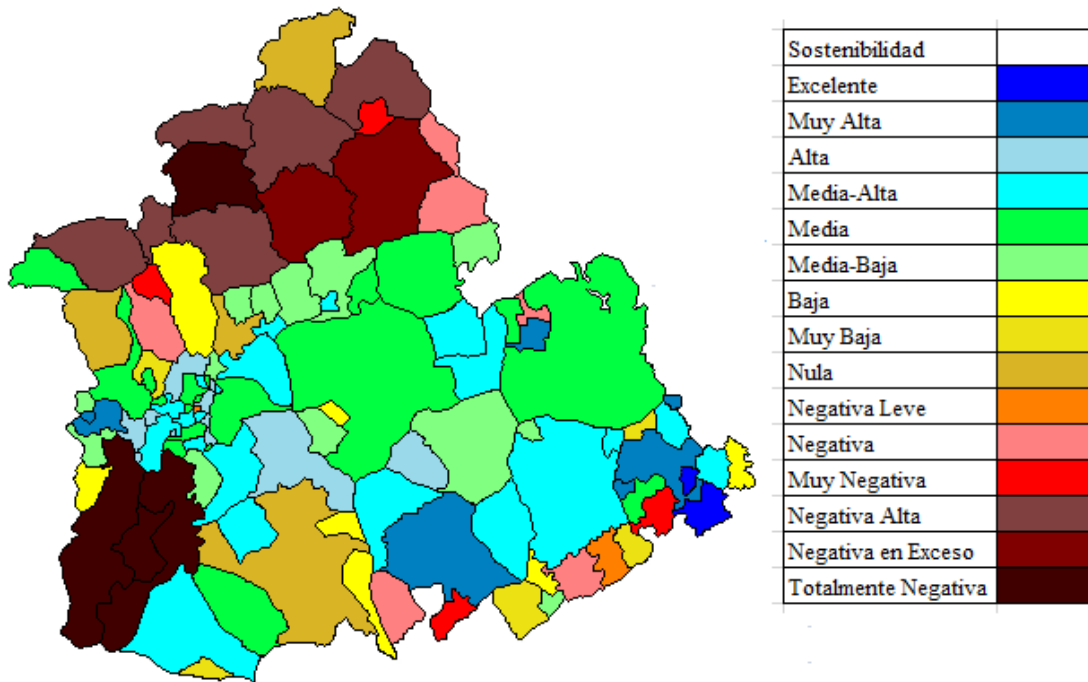 Sostenibilidad
Excelente
Muy Alta
Alta
Media-Alta
Media
Media-Baja
Baja
Muy Baja
Nula
Negativa Leve
Negativa
Muy Negativa
Negativa Alta
Negativa en Exceso
Totalmente Negativa